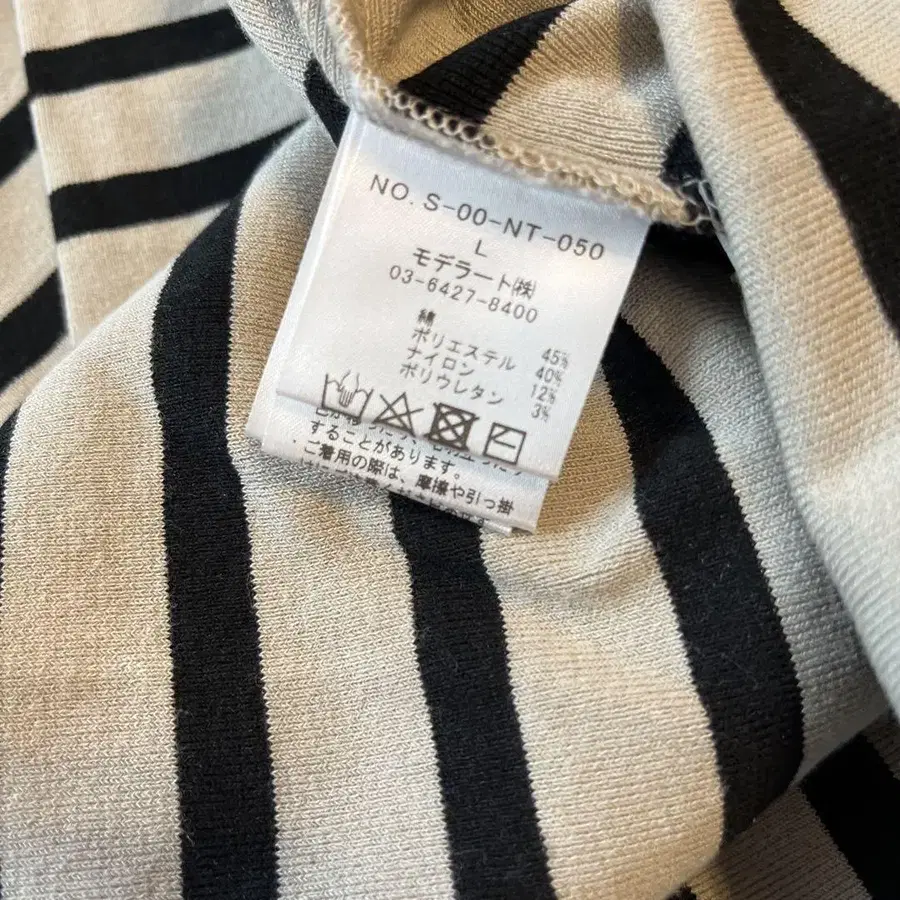 NO. S-00-NT-050
L
モデラート㈱
03-6427-8400
綿 45%
ポリエステル 40%
ナイロン 12%
ポリウレタン 3%
することがあります。
・ご着用の際は、摩擦や引っ掛